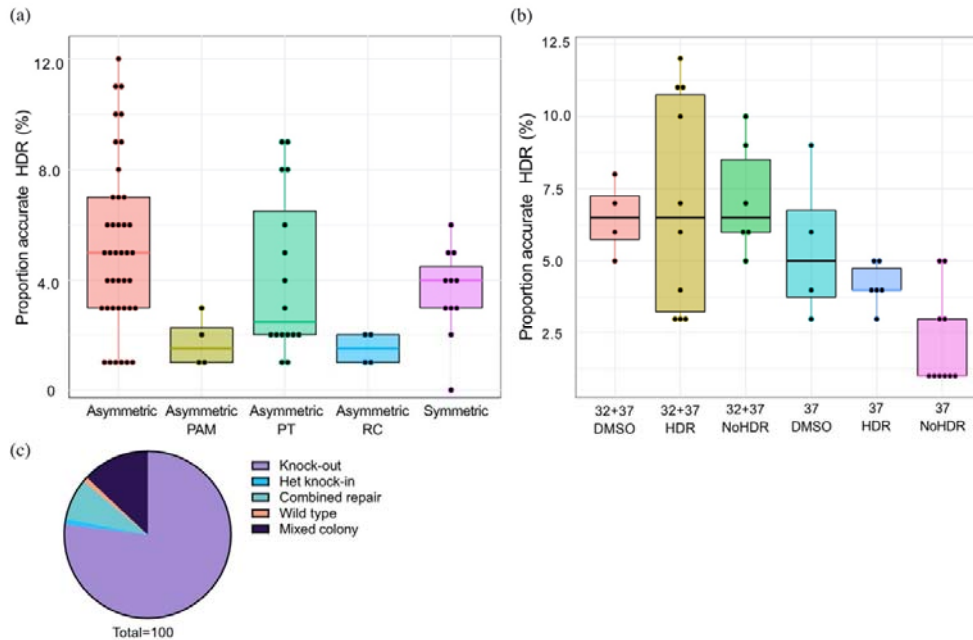 (a)
Proportion accurate HDR (%)
12.0
8.0
4.0
0
Asymmetric
Asymmetric PAM
Asymmetric PT
Asymmetric RC
Symmetric
(b)
Proportion accurate HDR (%)
12.5
10.0
7.5
5.0
2.5
32+37 DMSO
32+37 HDR
32+37 NoHDR
37 DMSO
37 HDR
37 NoHDR
(c)
Knock-out
Het knock-in
Combined repair
Wild type
Mixed colony
Total=100